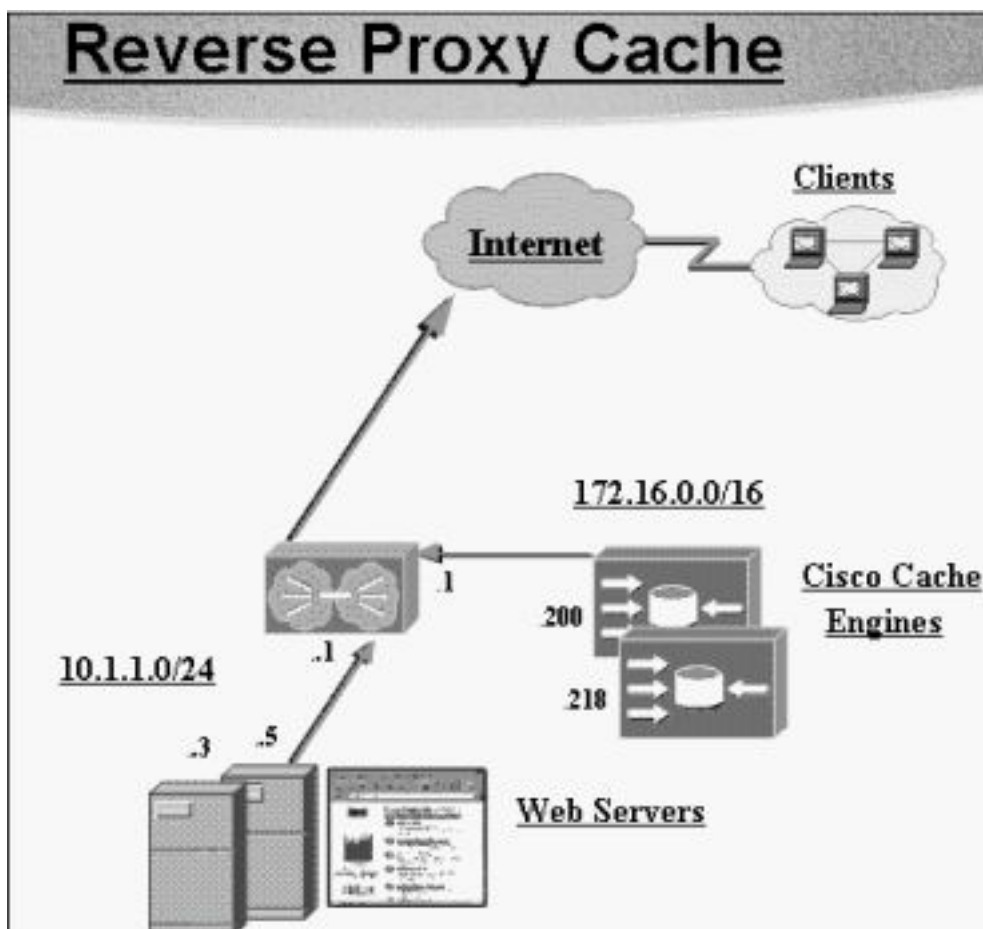 Reverse Proxy Cache
Clients
Internet
172.16.0.0/16
.1
Cisco Cache
Engines
.200
..1
10.1.1.0/24
.218
..3
..5
Web Servers